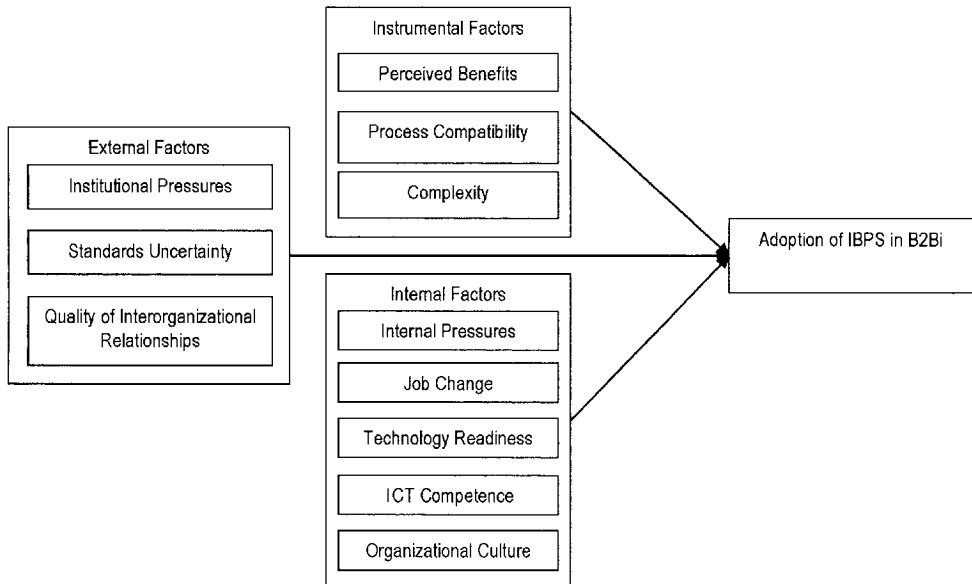 Instrumental Factors
Perceived Benefits
Process Compatibility
Complexity
External Factors
Institutional Pressures
Standards Uncertainty
Quality of Interorganizational
Relationships
Internal Factors
Internal Pressures
Job Change
Technology Readiness
ICT Competence
Organizational Culture
Adoption of IBPS in B2Bi